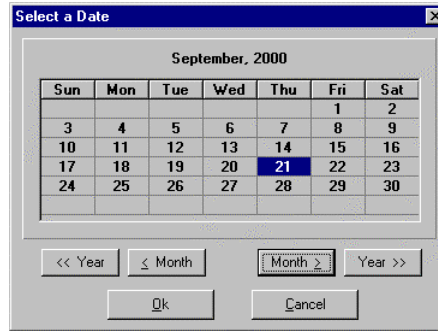 Select a Date
September, 2000
Sun Mon Tue Wed Thu Fri Sat
1 2
3 4 5 6 7 8 9
10 11 12 13 14 15 16
17 18 19 20 21 22 23
24 25 26 27 28 29 30
<< Year < Month Month > Year >>
Ok Cancel